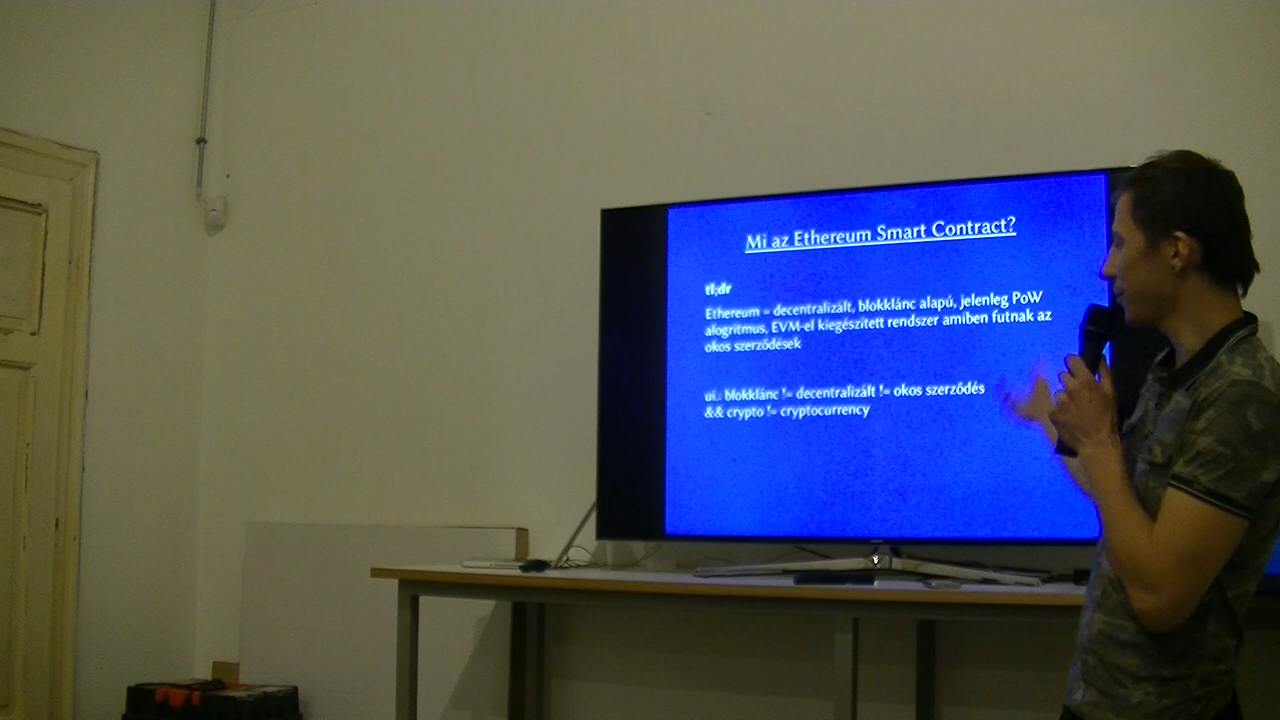 Mi az Ethereum Smart Contract?
tl;dr
Ethereum = decentralizált, blokklánc alapú, jelenleg PoW
alogritmus, EVM-el kiegészített rendszer amiben futnak az
okos szerződések
ui.: blokklánc != decentralizált != okos szerződés
&& crypto != cryptocurrency